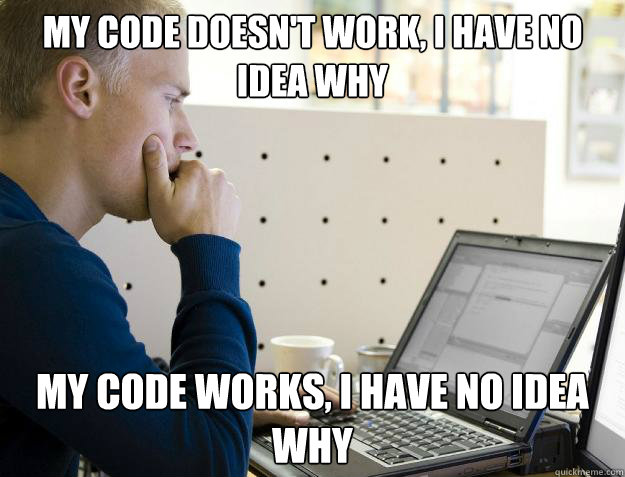 MY CODE DOESN'T WORK, I HAVE NO
IDEA WHY
MY CODE WORKS, I HAVE NO IDEA
WHY
quickmeme.com